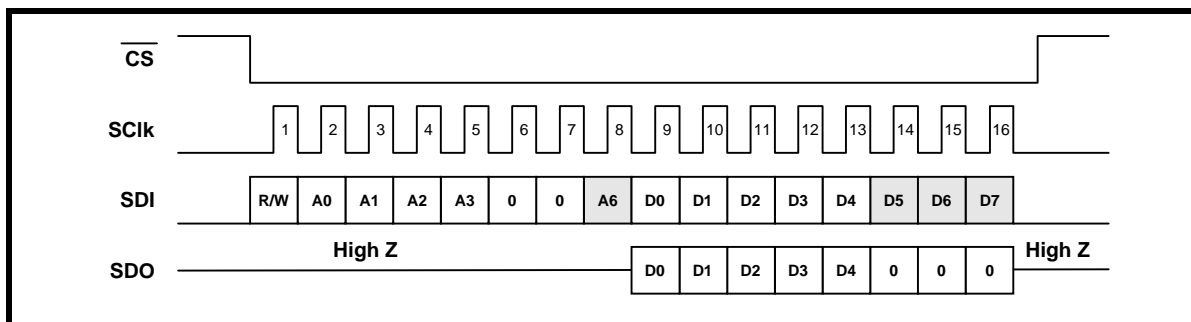 CS
SClk 1 2 3 4 5 6 7 8 9 10 11 12 13 14 15 16
SDI R/W A0 A1 A2 A3 0 0 A6 D0 D1 D2 D3 D4 D5 D6 D7
High Z High Z
SDO D0 D1 D2 D3 D4 0 0 0